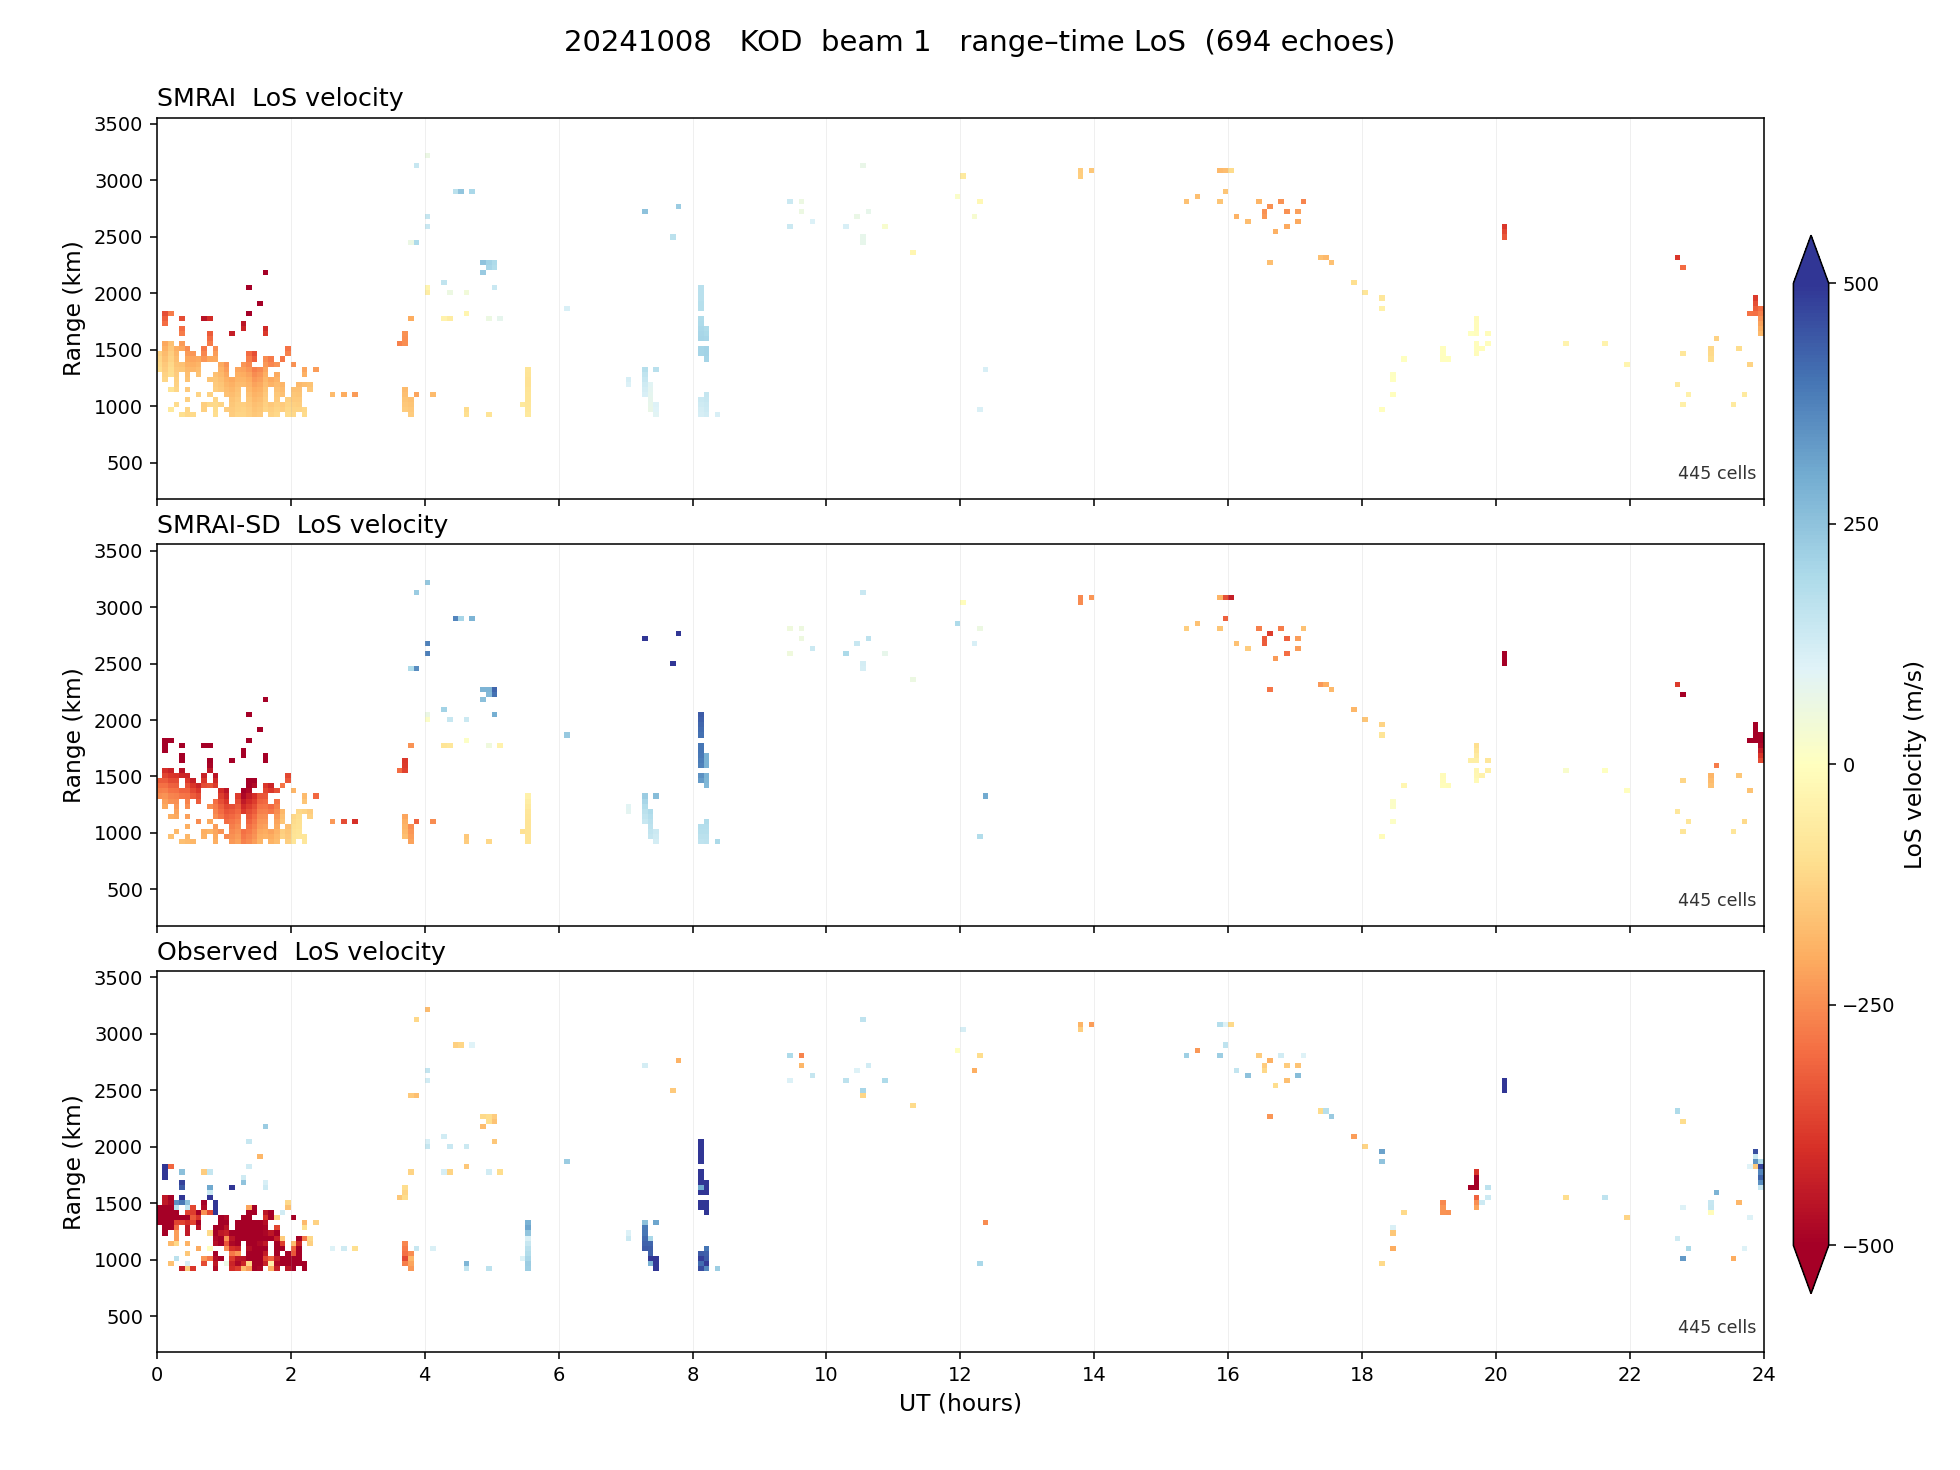 20241008   KOD  beam 1   range–time LoS  (694 echoes)
SMRAI  LoS velocity
3500
3000
2500
2000
1500
1000
500
Range (km)
445 cells
SMRAI-SD  LoS velocity
3500
3000
2500
2000
1500
1000
500
Range (km)
445 cells
Observed  LoS velocity
3500
3000
2500
2000
1500
1000
500
Range (km)
445 cells
0 2 4 6 8 10 12 14 16 18 20 22 24
UT (hours)
500
250
0
−250
−500
LoS velocity (m/s)